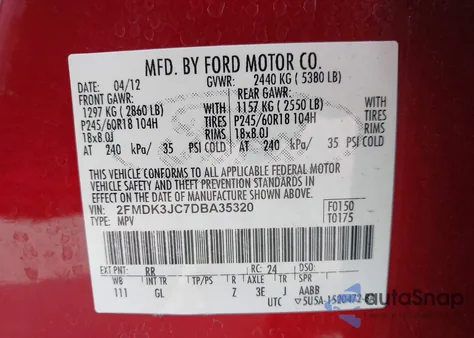 MFD. BY FORD MOTOR CO.
DATE: 04/12 GVWR: 2440 KG ( 5380 LB)
FRONT GAWR: REAR GAWR:
1297 KG ( 2860 LB) 1157 KG ( 2550 LB)
P245/60R18 104H TIRES P245/60R18 104H
18x8.0J RIMS 18x8.0J
AT 240 kPa/ 35 PSI COLD AT 240 kPa/ 35 PSI COLD
THIS VEHICLE CONFORMS TO ALL APPLICABLE FEDERAL MOTOR
VEHICLE SAFETY AND THEFT PREVENTION STANDARDS IN EFFECT
ON THE DATE OF MANUFACTURE SHOWN ABOVE.
VIN: 2FMDK3JC7DBA35320 F0150
TYPE: MPV T0175
EXT PNT: RR RC: 24 DSO:
WB INT TR TP/PS R AXLE TR SPR
111 GL Z 3E J AABB
UTC
autoSnap